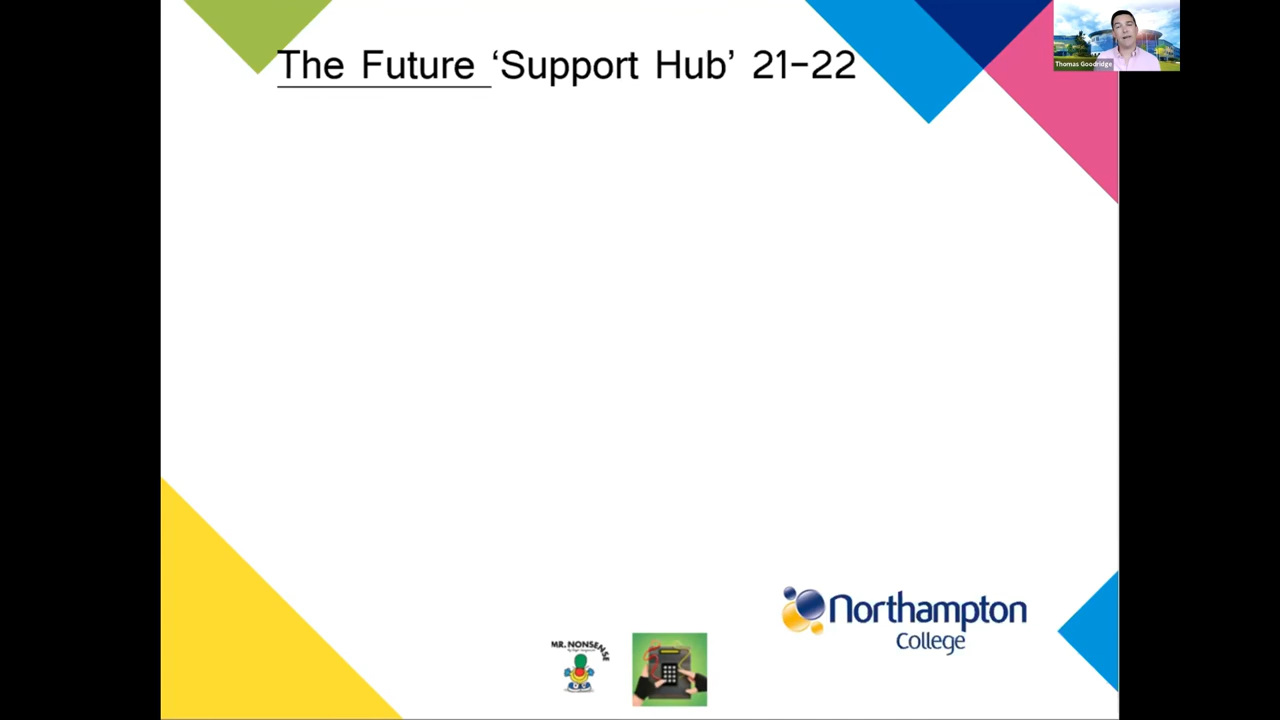 The Future ‘Support Hub’ 21-22
Thomas Goodridge
MR. NONSENSE
Northampton
College